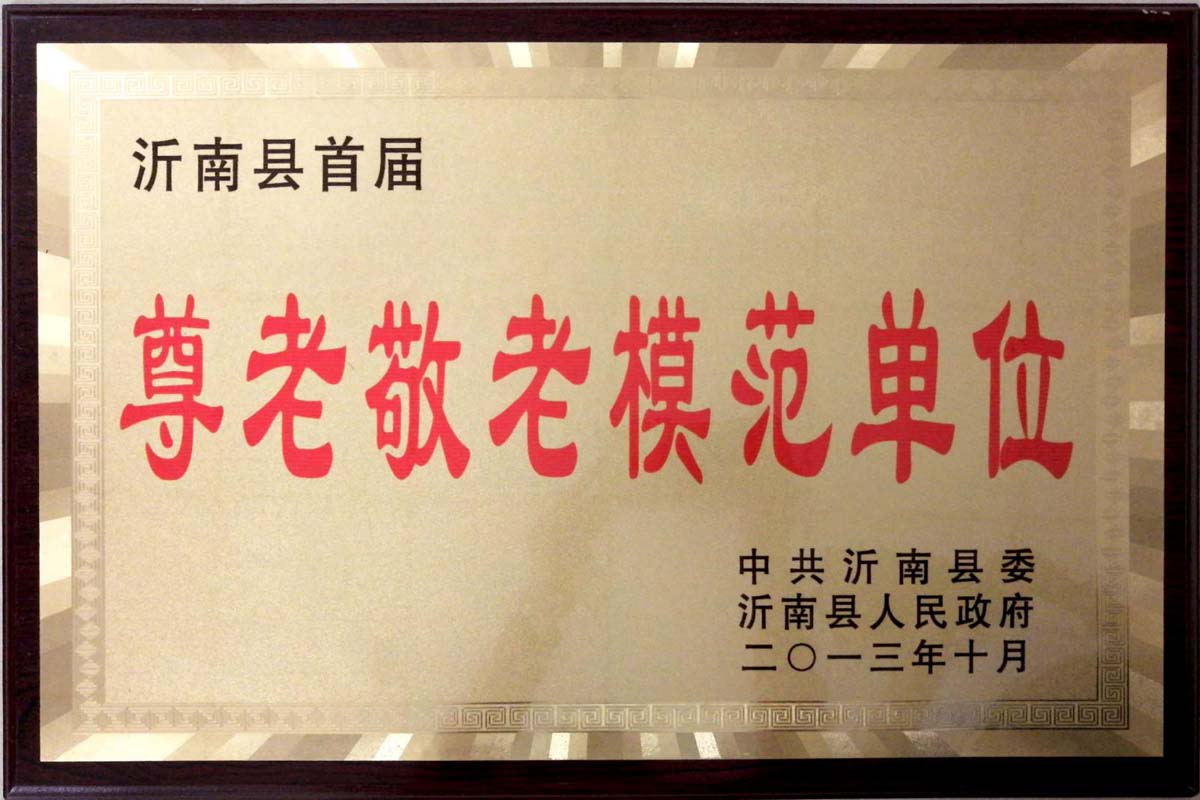 沂南县首届
尊老敬老模范单位
中共沂南县委
沂南县人民政府
二〇一三年十月